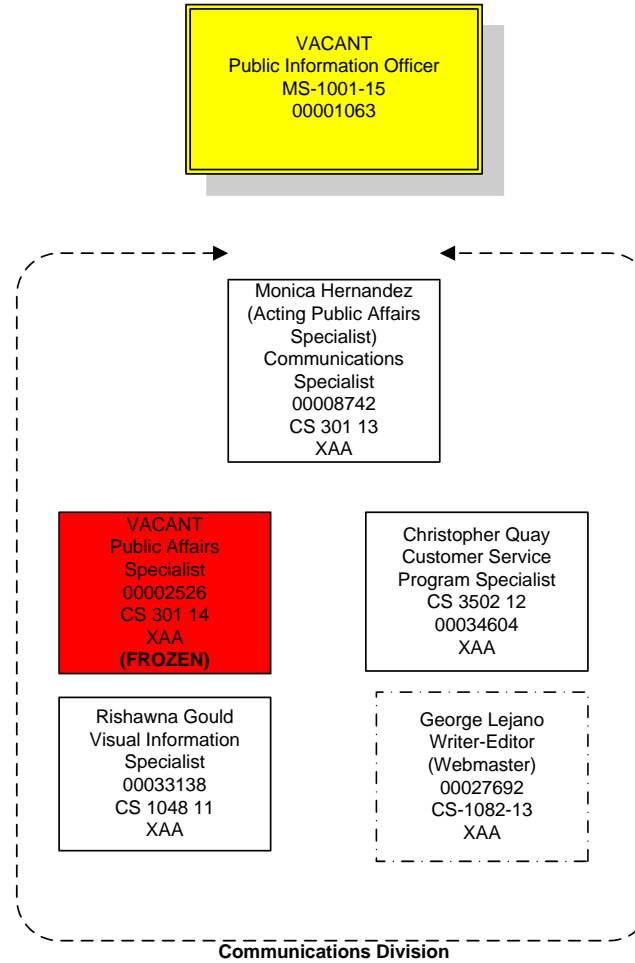 VACANT
Public Information Officer
MS-1001-15
00001063
Monica Hernandez
(Acting Public Affairs
Specialist)
Communications
Specialist
00008742
CS 301 13
XAA
VACANT
Public Affairs
Specialist
00002526
CS 301 14
XAA
(FROZEN)
Christopher Quay
Customer Service
Program Specialist
CS 3502 12
00034604
XAA
Rishawna Gould
Visual Information
Specialist
00033138
CS 1048 11
XAA
George Lejano
Writer-Editor
(Webmaster)
00027692
CS-1082-13
XAA
Communications Division